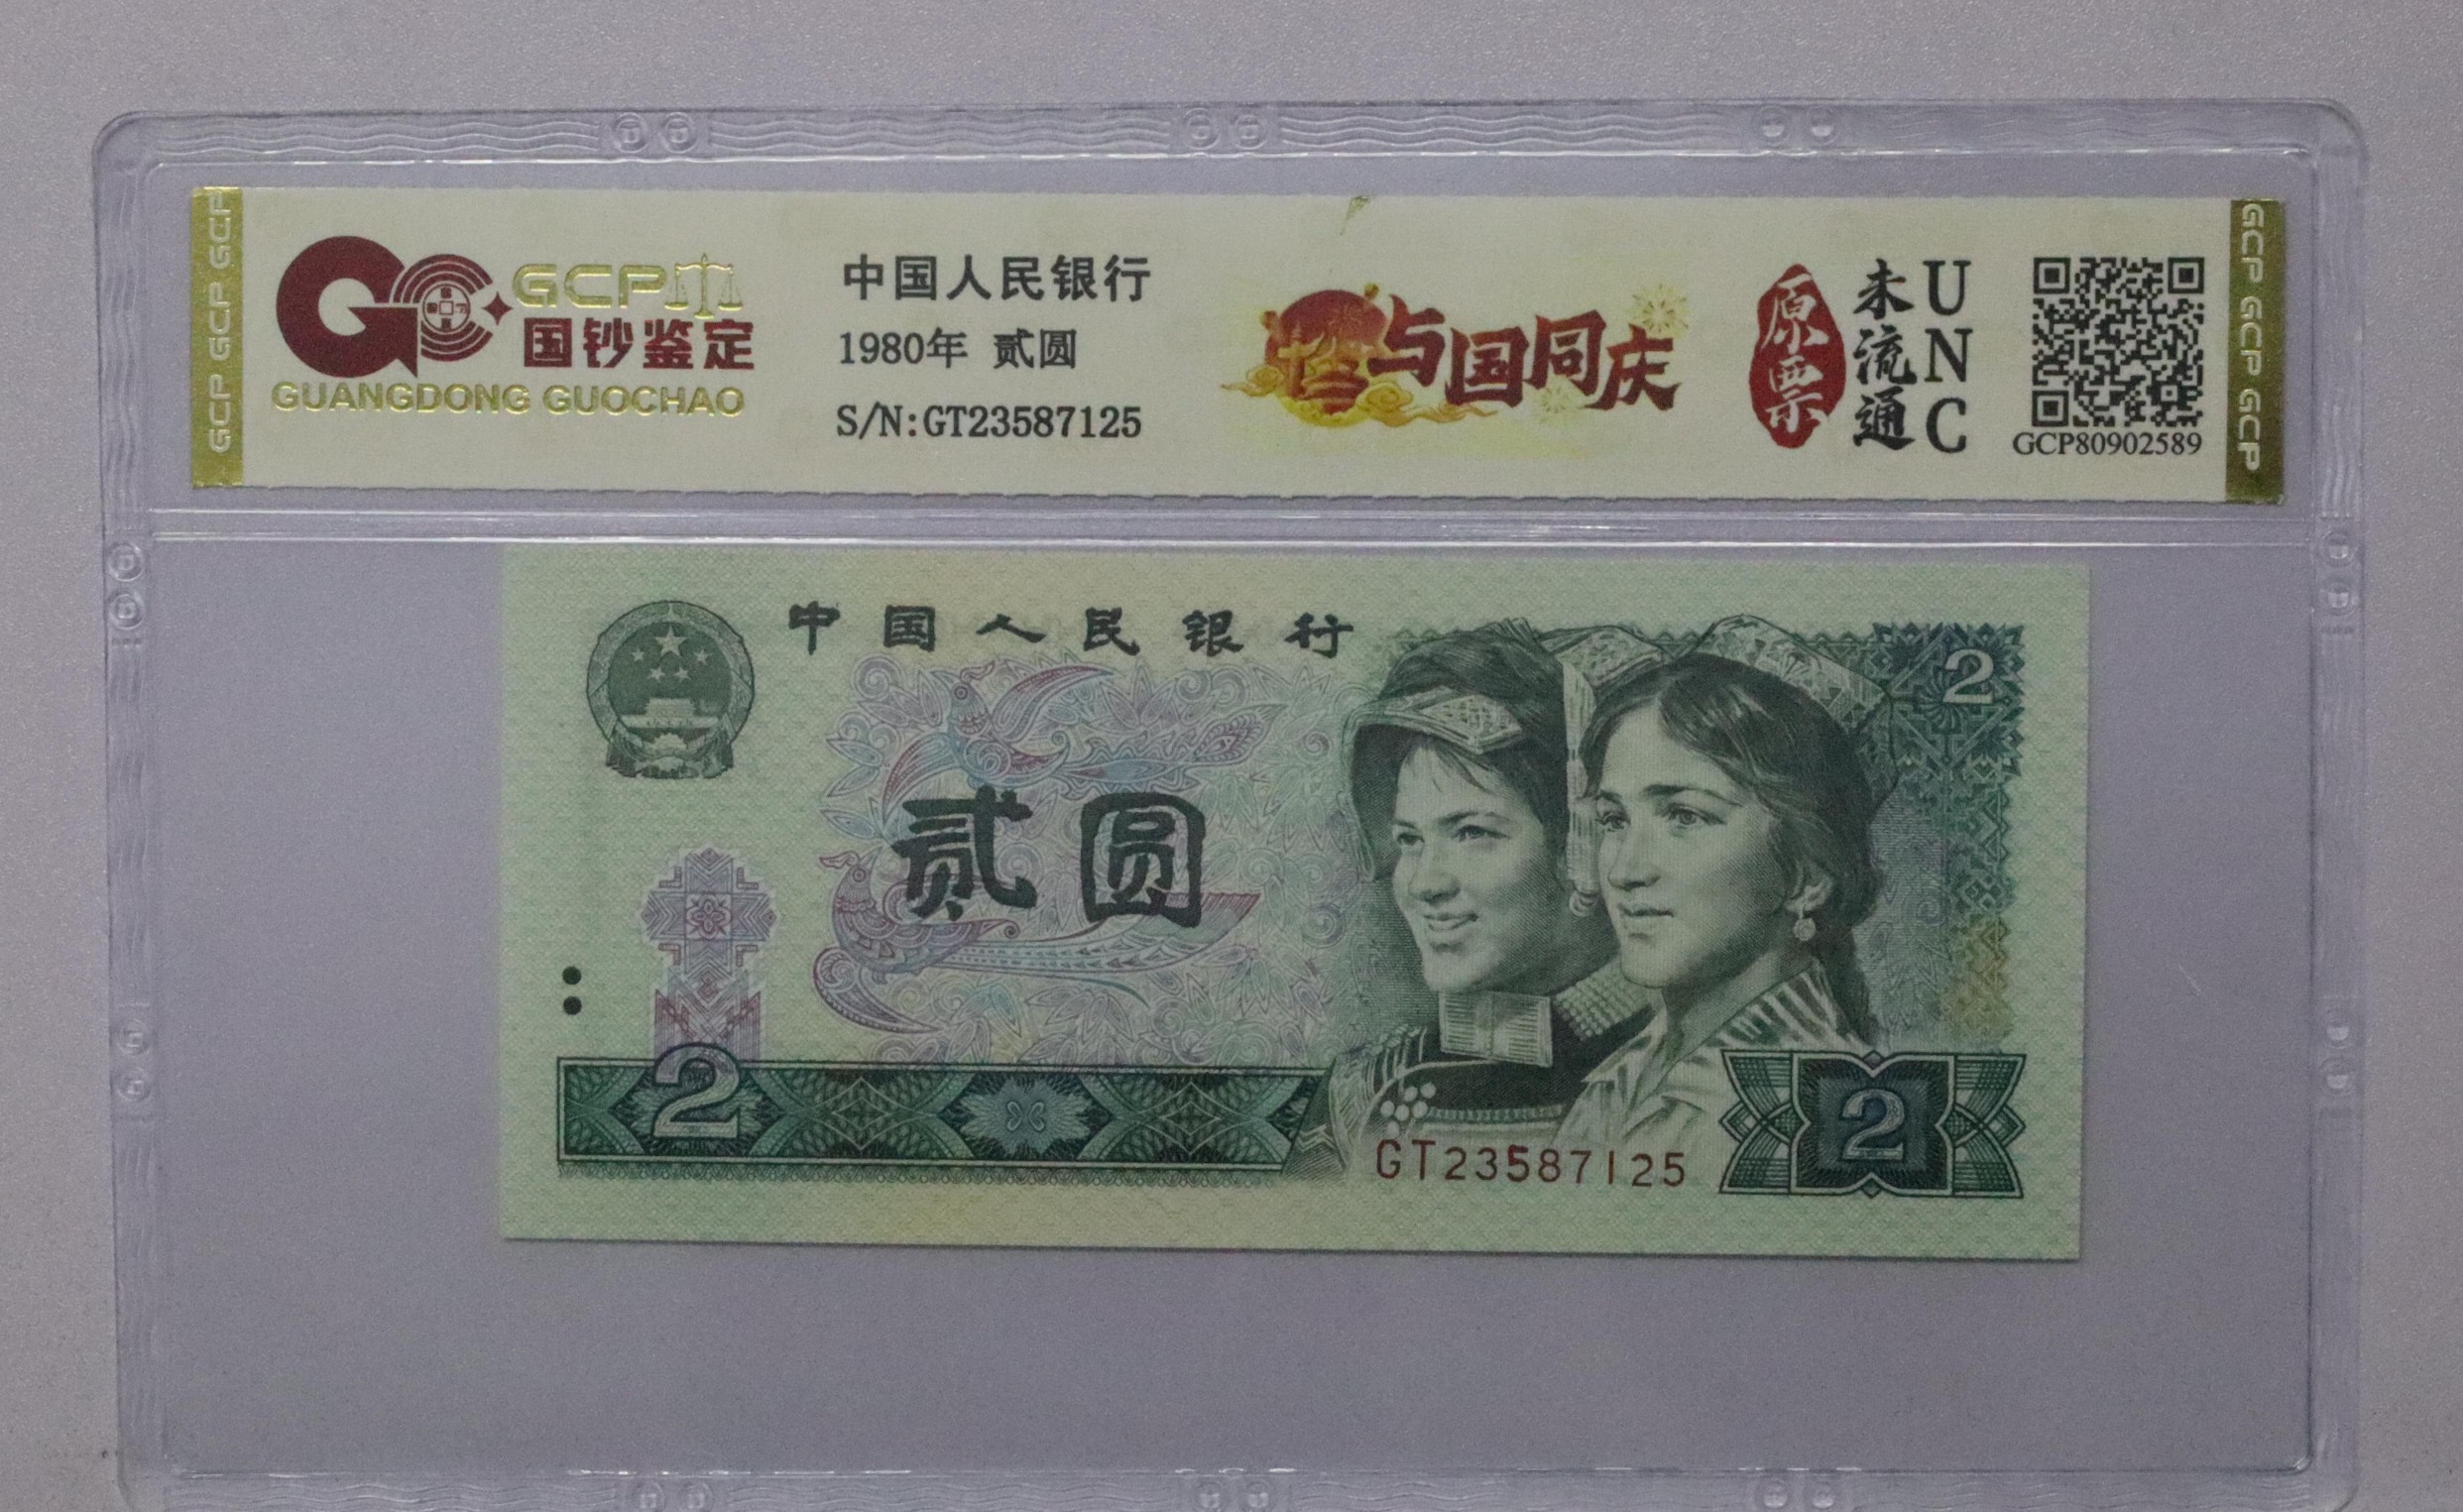 GCP GCP GCP
GCP
国钞鉴定
GUANGDONG GUOCHAO
中国人民银行
1980年 贰圆
S/N:GT23587125
与国同庆
原票
未流通
UNC
GCP80902589
GCP GCP GCP
中国人民银行
2
贰圆
2
GT23587125
2